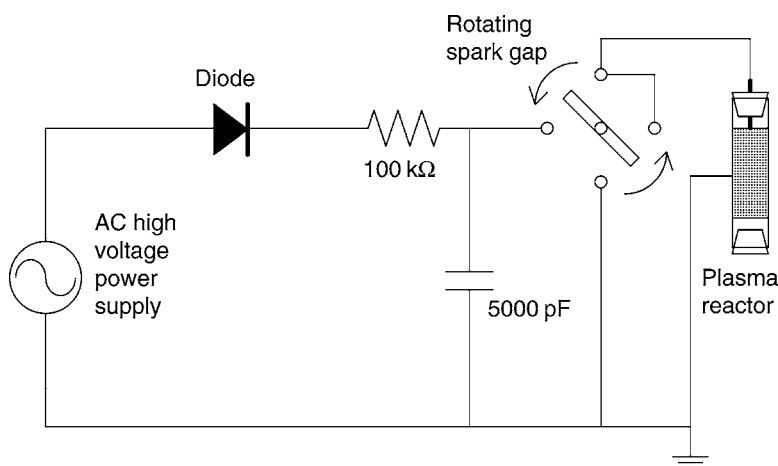 Rotating
spark gap
Diode
100 kΩ
AC high
voltage
power
supply
5000 pF
Plasma
reactor